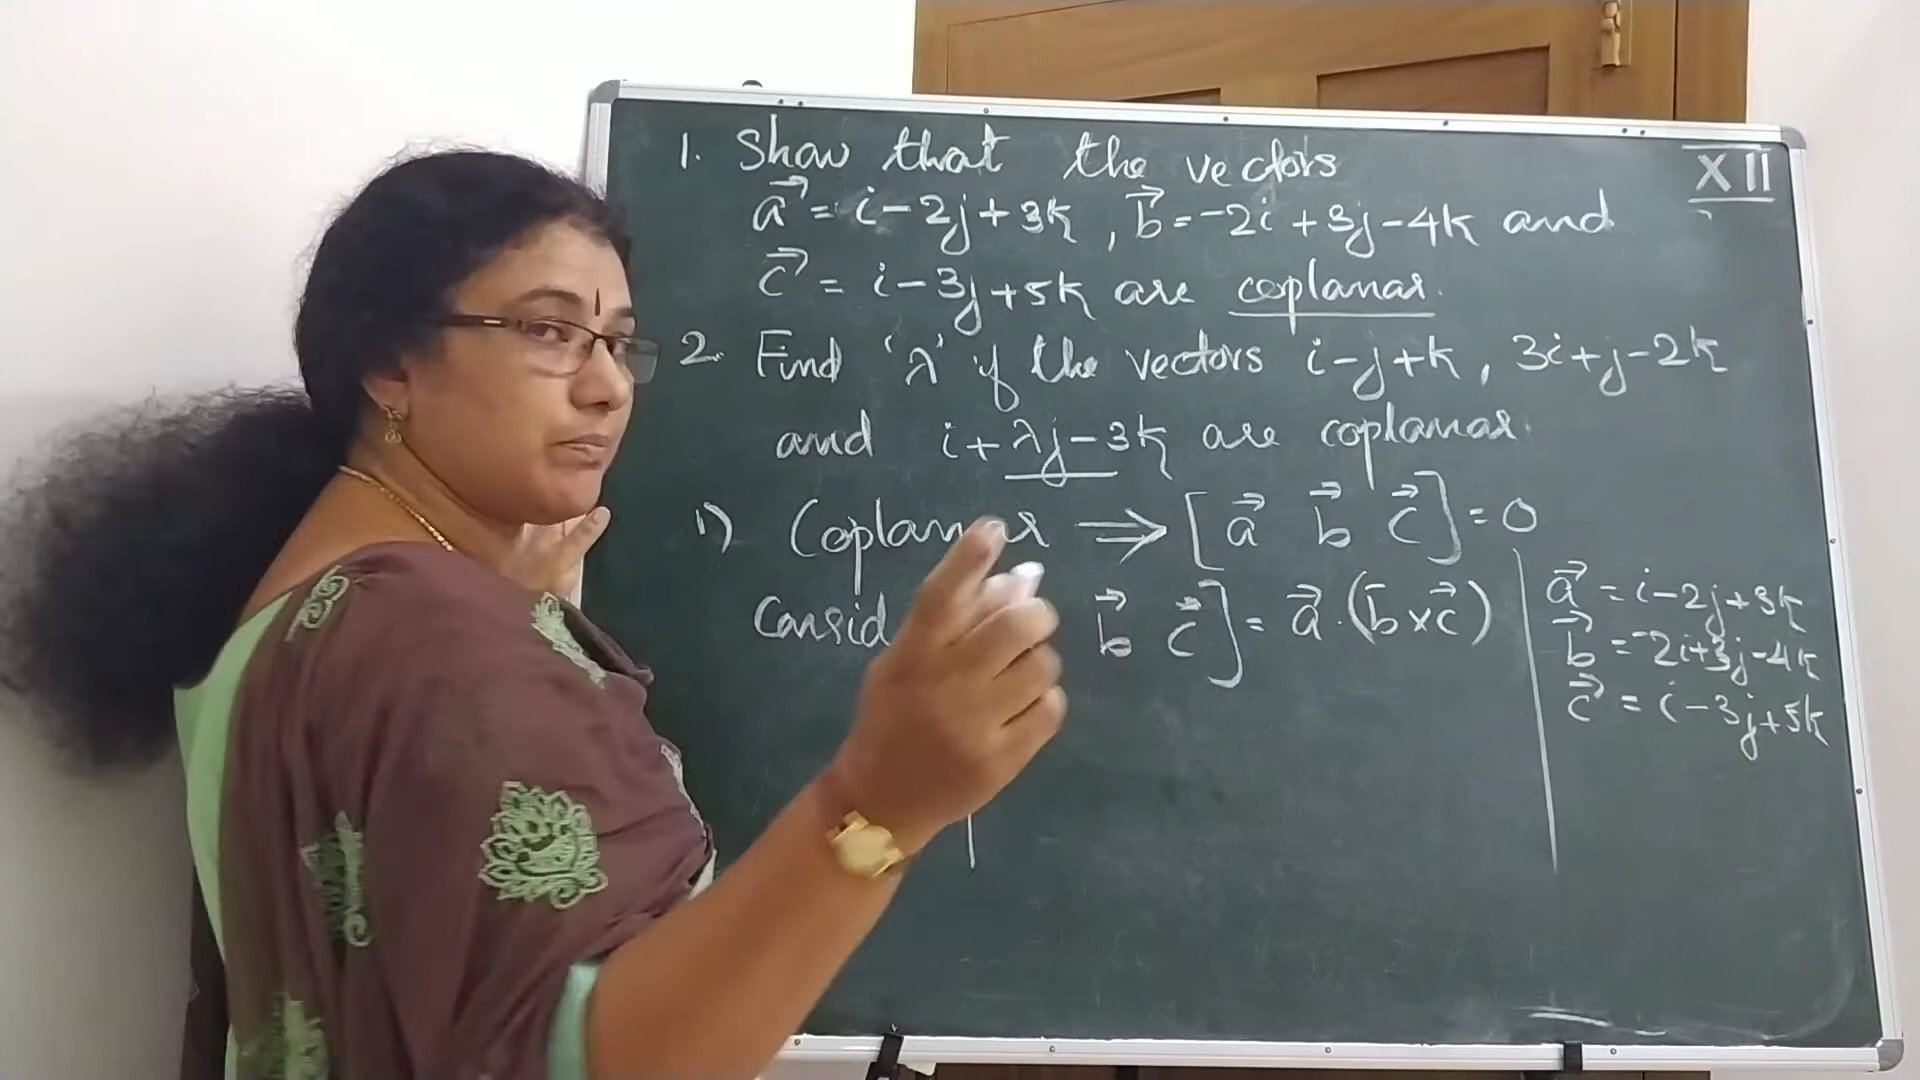 XII
1. Show that the vectors
a⃗ = i-2j+3k, b⃗=-2i+3j-4k and
c⃗ = i-3j+5k are coplanar.
2. Find 'λ' if the vectors i-j+k, 3i+j-2k
and i+λj-3k are coplanar.
1) Coplanar ⇒ [a⃗ b⃗ c⃗]=0
b⃗ c⃗]= a⃗.(b⃗×c⃗)
a⃗ = i-2j+3k
b⃗ = -2i+3j-4k
c⃗ = i-3j+5k